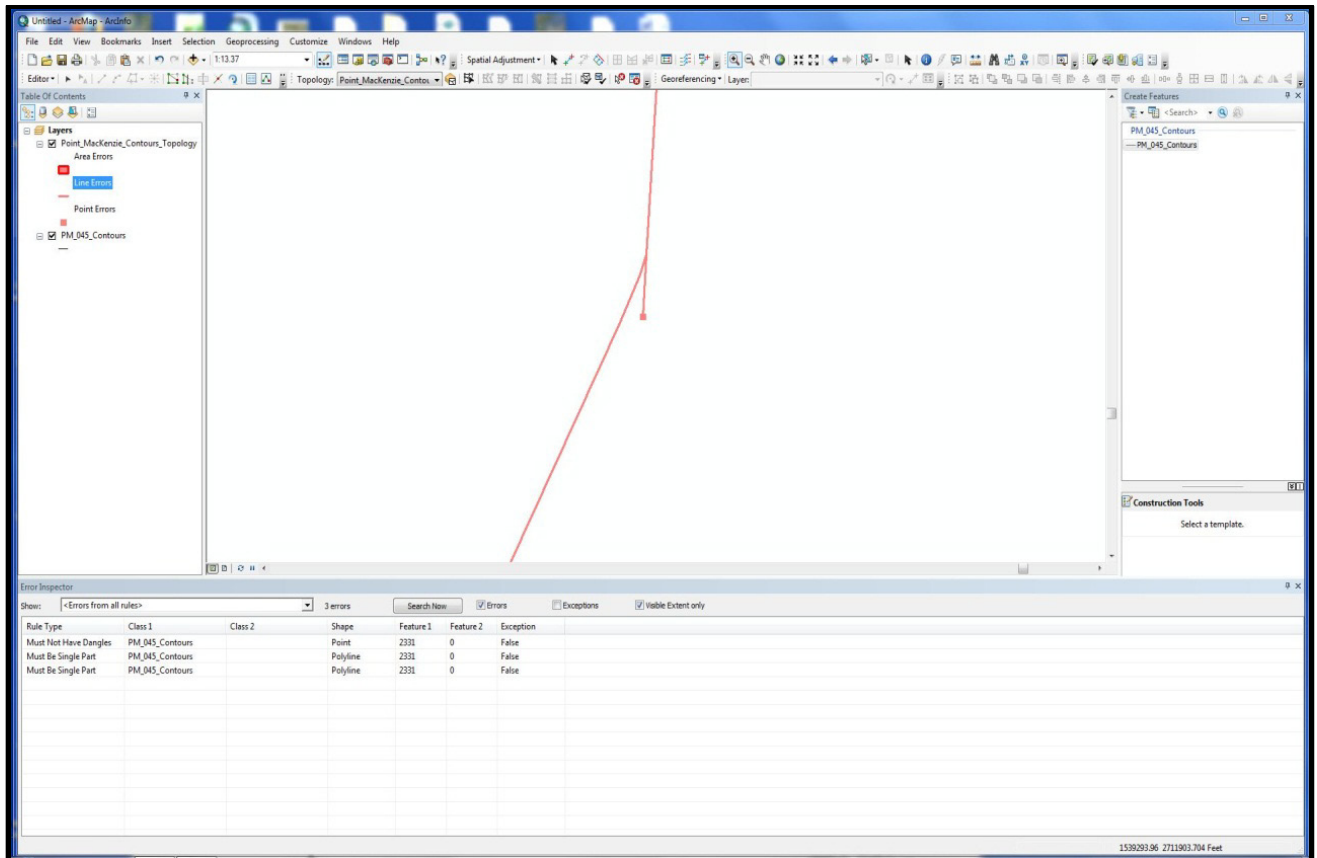 Untitled - ArcMap - ArcInfo
File Edit View Bookmarks Insert Selection Geoprocessing Customize Windows Help
1:13.37 Spatial Adjustment
Editor Topology: Point_MacKenzie_Contou Georeferencing Layer:
Table Of Contents
Layers
Point_MacKenzie_Contours_Topology
Area Errors
Line Errors
Point Errors
PM_045_Contours
Create Features
<Search>
PM_045_Contours
PM_045_Contours
Construction Tools
Select a template.
Error Inspector
Show: <Errors from all rules> 3 errors Search Now Errors Exceptions Visible Extent only
Rule Type Class 1 Class 2 Shape Feature 1 Feature 2 Exception
Must Not Have Dangles PM_045_Contours Point 2331 0 False
Must Be Single Part PM_045_Contours Polyline 2331 0 False
Must Be Single Part PM_045_Contours Polyline 2331 0 False
1539293.96 2711903.704 Feet